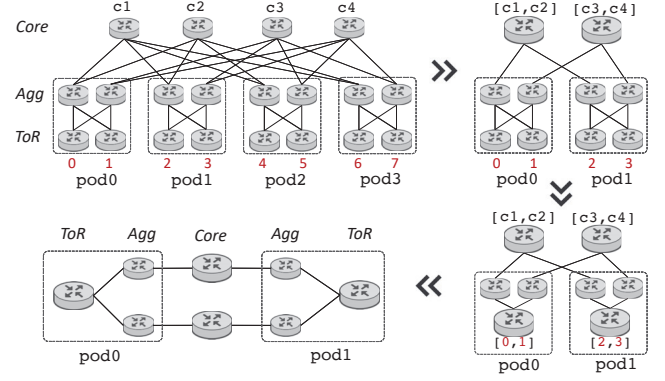 c1 c2 c3 c4
Core
Agg
ToR
0 1 2 3 4 5 6 7
pod0 pod1 pod2 pod3
[c1,c2] [c3,c4]
0 1 2 3
pod0 pod1
[c1,c2] [c3,c4]
[0,1] [2,3]
pod0 pod1
ToR Agg Core Agg ToR
pod0 pod1